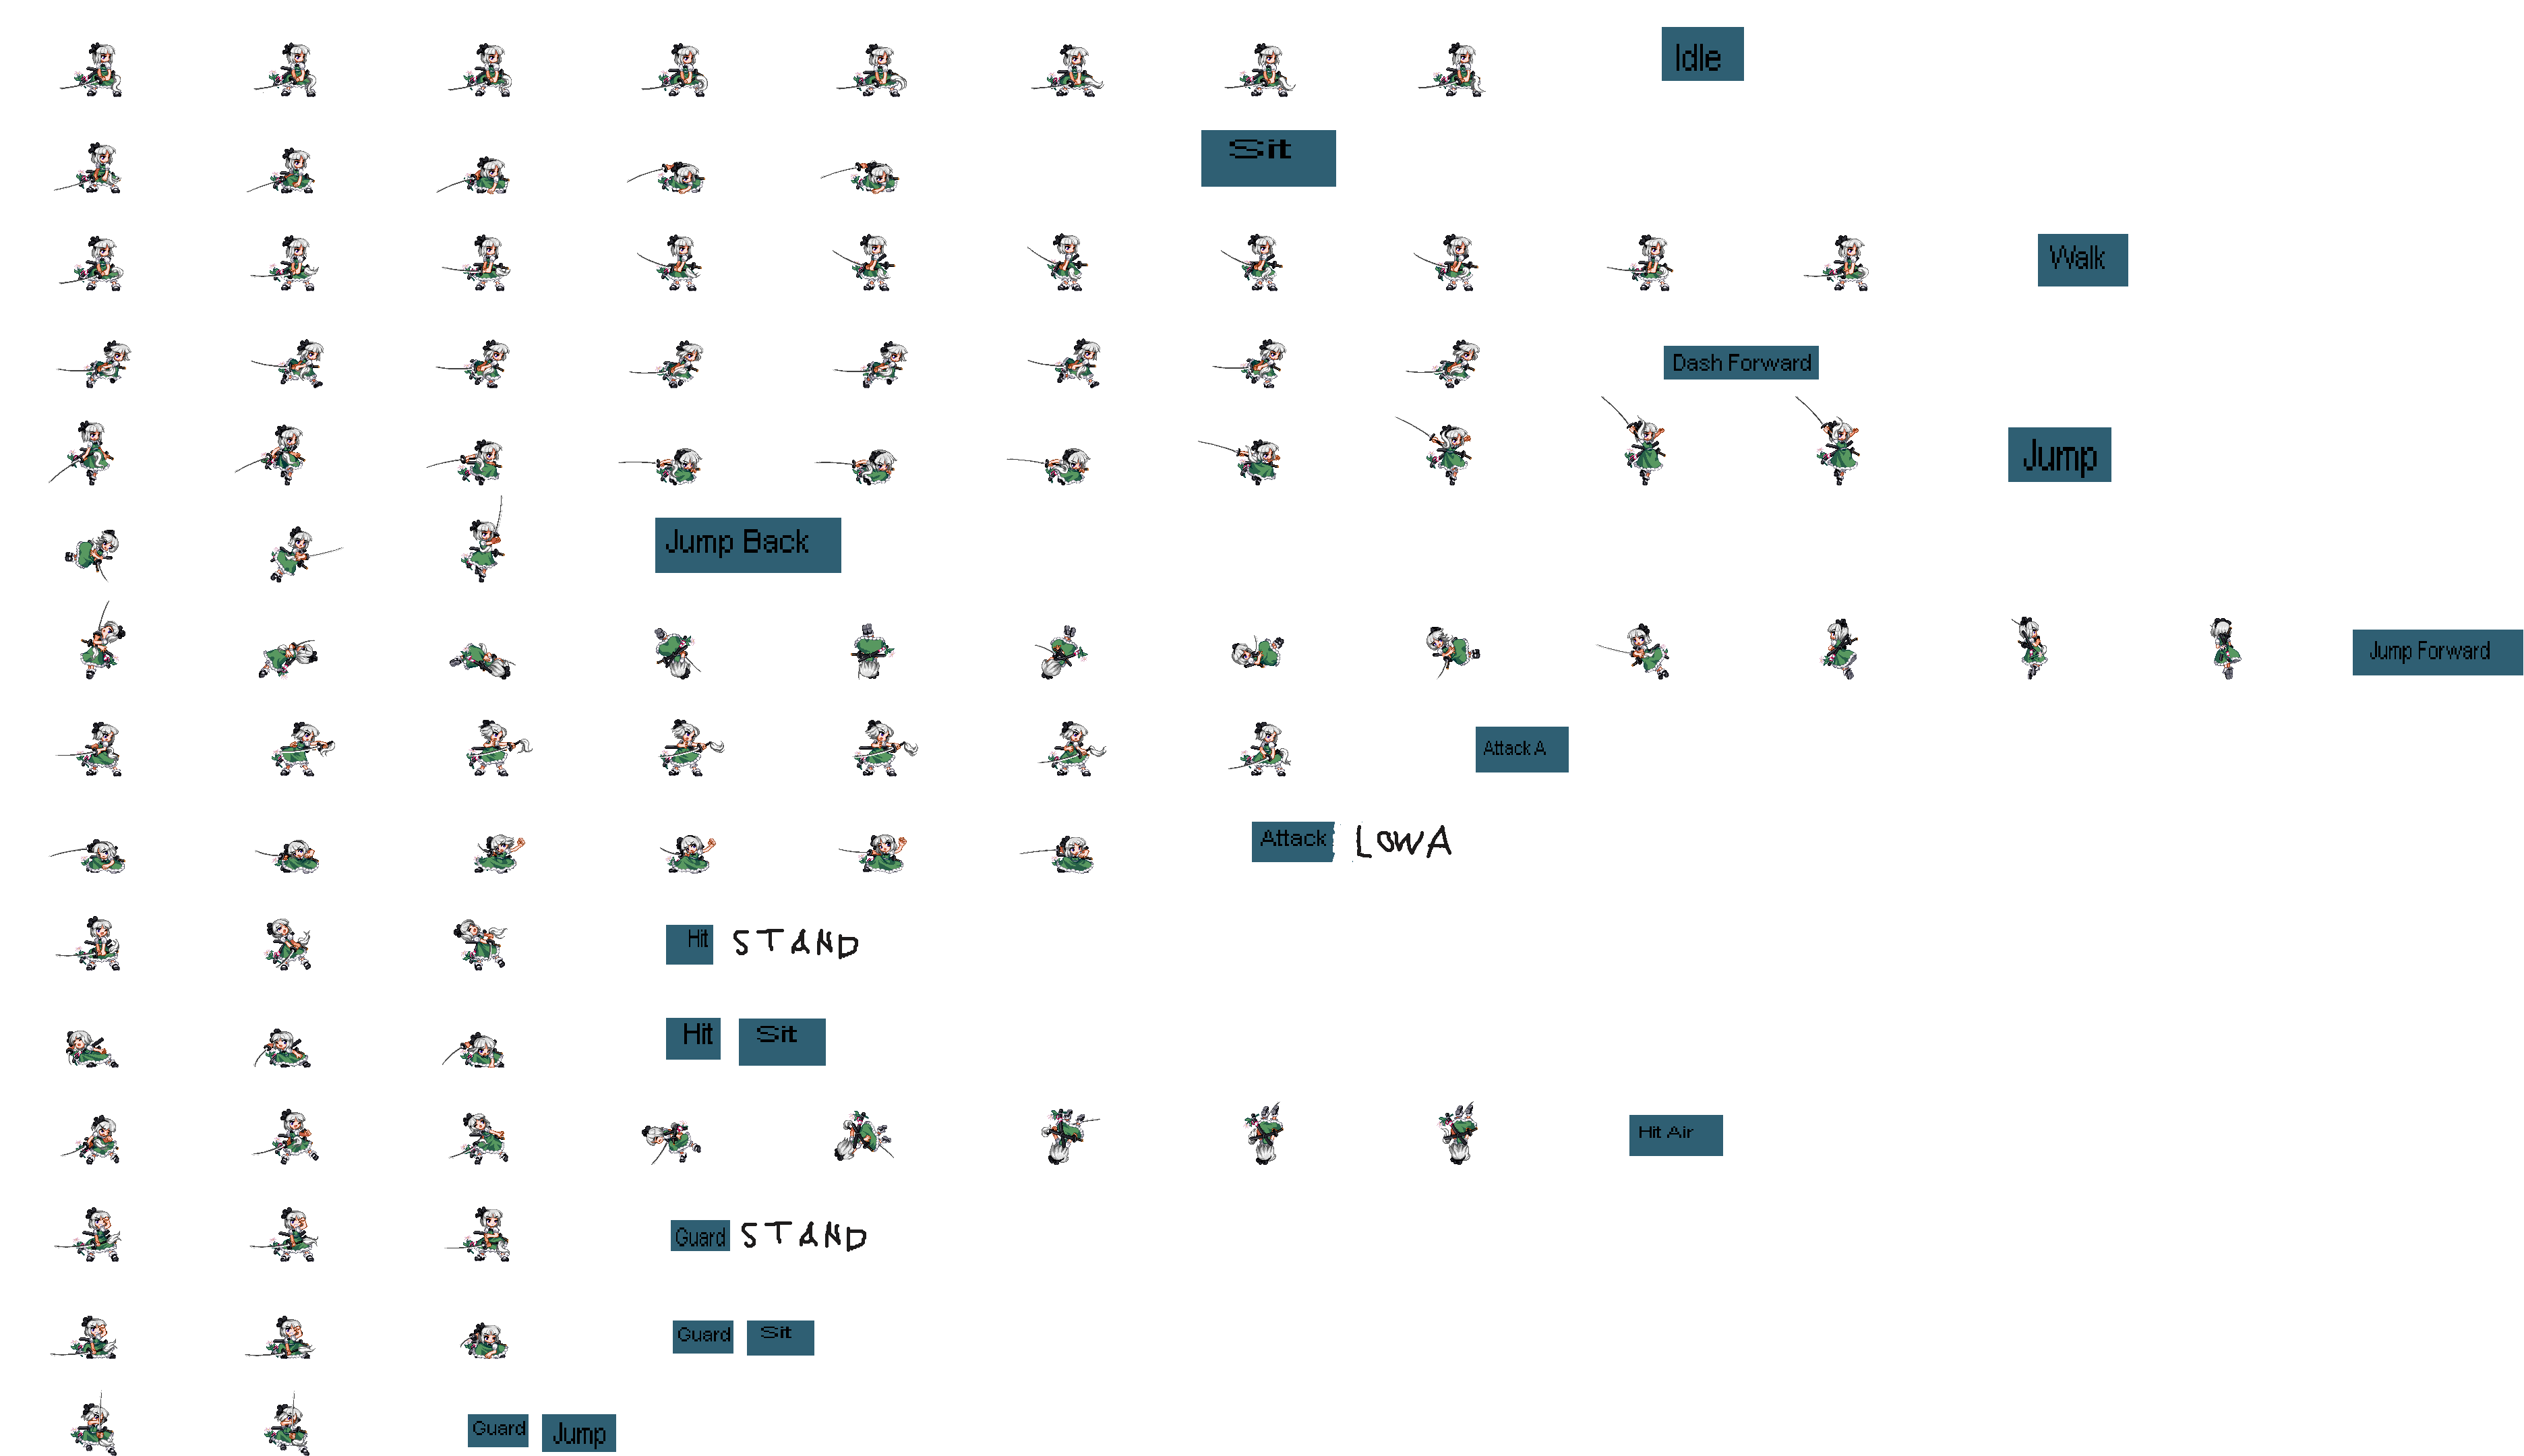 Idle
Sit
Walk
Dash Forward
Jump
Jump Back
Jump Forward
Attack A
Attack LOWA
Hit STAND
Hit Sit
Hit Air
Guard STAND
Guard Sit
Guard Jump